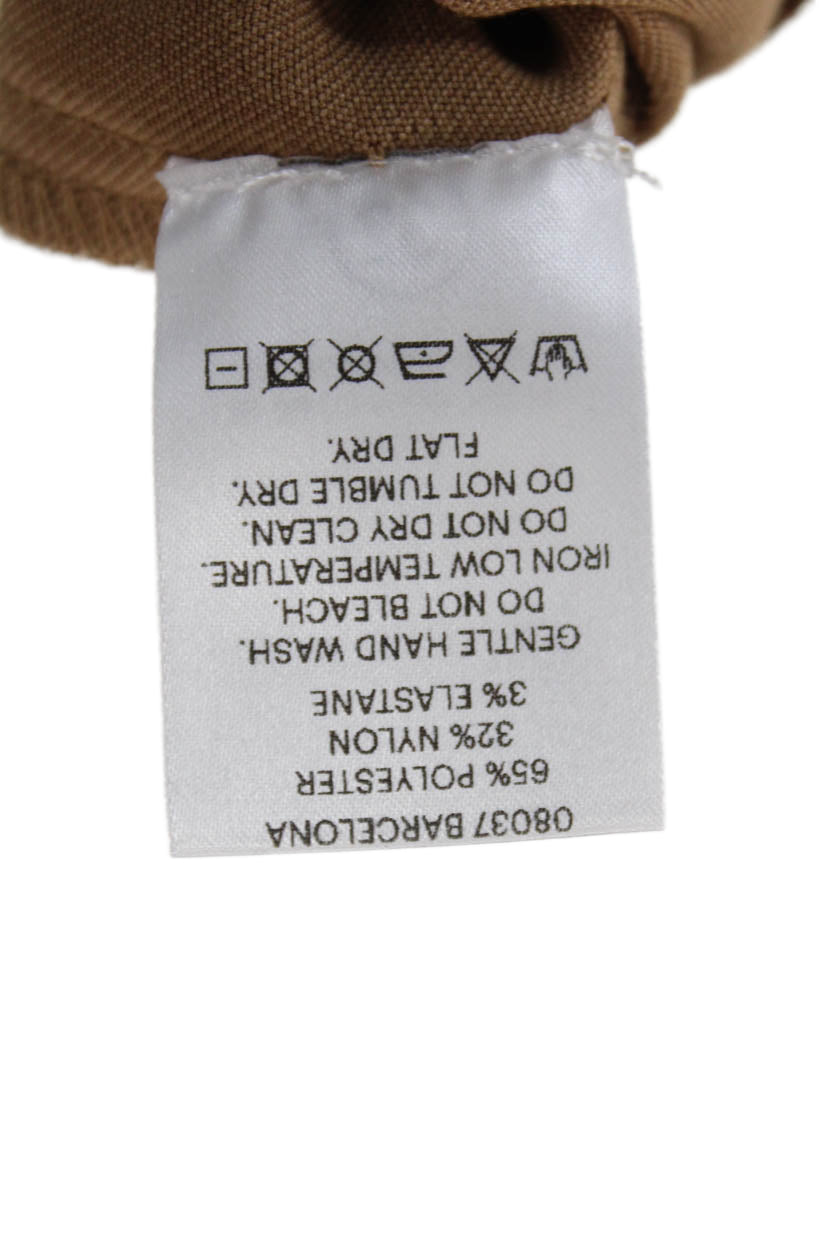 08037 BARCELONA
65% POLYESTER
32% NYLON
3% ELASTANE
GENTLE HAND WASH.
DO NOT BLEACH.
IRON LOW TEMPERATURE.
DO NOT DRY CLEAN.
DO NOT TUMBLE DRY.
FLAT DRY.